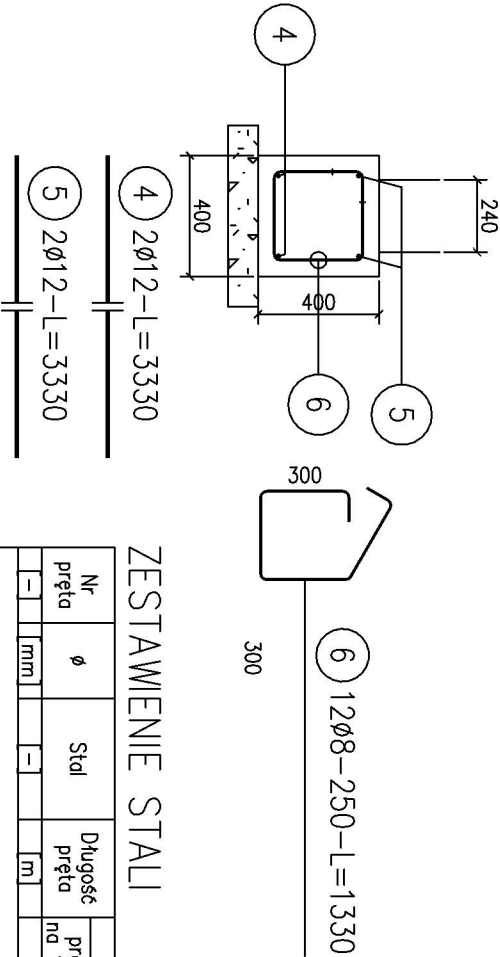 240
4
400
400
6
5
4 2ø12-L=3330
5 2ø12-L=3330
300
300
6 12ø8-250-L=1330
ZESTAWIENIE STALI
Nr pręta
ø
Stal
Długość pręta
[-]
[mm]
[-]
[m]
na